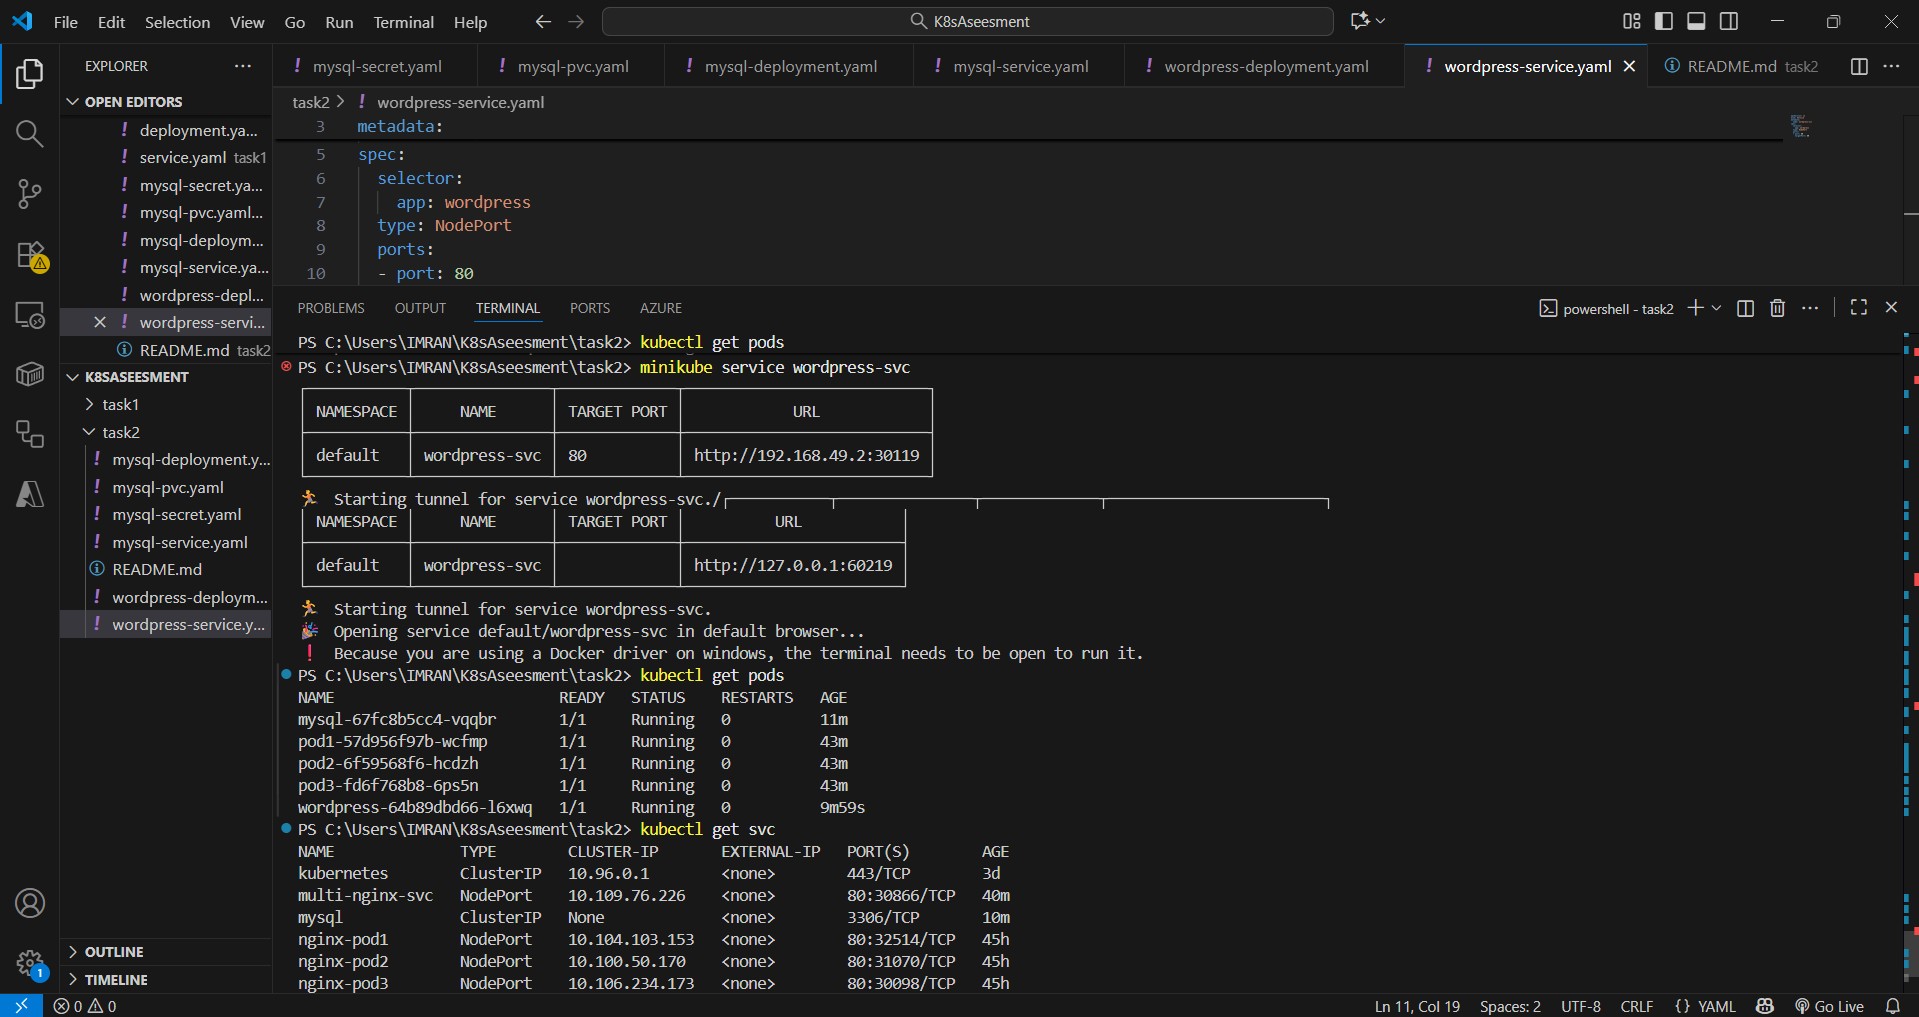 File Edit Selection View Go Run Terminal Help
K8sAseesment
EXPLORER
OPEN EDITORS
! deployment.ya...
! service.yaml task1
! mysql-secret.ya...
! mysql-pvc.yaml...
! mysql-deploym...
! mysql-service.ya...
! wordpress-depl...
! wordpress-servi...
README.md task2
K8SASEESMENT
task1
task2
! mysql-deployment.y...
! mysql-pvc.yaml
! mysql-secret.yaml
! mysql-service.yaml
README.md
! wordpress-deploym...
! wordpress-service.y...
OUTLINE
TIMELINE
! mysql-secret.yaml ! mysql-pvc.yaml ! mysql-deployment.yaml ! mysql-service.yaml ! wordpress-deployment.yaml ! wordpress-service.yaml README.md task2
task2 > ! wordpress-service.yaml
3 metadata:
5 spec:
6 selector:
7 app: wordpress
8 type: NodePort
9 ports:
10 - port: 80
PROBLEMS OUTPUT TERMINAL PORTS AZURE
powershell - task2
PS C:\Users\IMRAN\K8sAseesment\task2> kubectl get pods
PS C:\Users\IMRAN\K8sAseesment\task2> minikube service wordpress-svc
NAMESPACE NAME TARGET PORT URL
default wordpress-svc 80 http://192.168.49.2:30119
Starting tunnel for service wordpress-svc./
NAMESPACE NAME TARGET PORT URL
default wordpress-svc http://127.0.0.1:60219
Starting tunnel for service wordpress-svc.
Opening service default/wordpress-svc in default browser...
! Because you are using a Docker driver on windows, the terminal needs to be open to run it.
PS C:\Users\IMRAN\K8sAseesment\task2> kubectl get pods
NAME READY STATUS RESTARTS AGE
mysql-67fc8b5cc4-vqqbr 1/1 Running 0 11m
pod1-57d956f97b-wcfmp 1/1 Running 0 43m
pod2-6f59568f6-hcdzh 1/1 Running 0 43m
pod3-fd6f768b8-6ps5n 1/1 Running 0 43m
wordpress-64b89dbd66-l6xwq 1/1 Running 0 9m59s
PS C:\Users\IMRAN\K8sAseesment\task2> kubectl get svc
NAME TYPE CLUSTER-IP EXTERNAL-IP PORT(S) AGE
kubernetes ClusterIP 10.96.0.1 <none> 443/TCP 3d
multi-nginx-svc NodePort 10.109.76.226 <none> 80:30866/TCP 40m
mysql ClusterIP None <none> 3306/TCP 10m
nginx-pod1 NodePort 10.104.103.153 <none> 80:32514/TCP 45h
nginx-pod2 NodePort 10.100.50.170 <none> 80:31070/TCP 45h
nginx-pod3 NodePort 10.106.234.173 <none> 80:30098/TCP 45h
1
0 0 Ln 11, Col 19 Spaces: 2 UTF-8 CRLF {} YAML Go Live